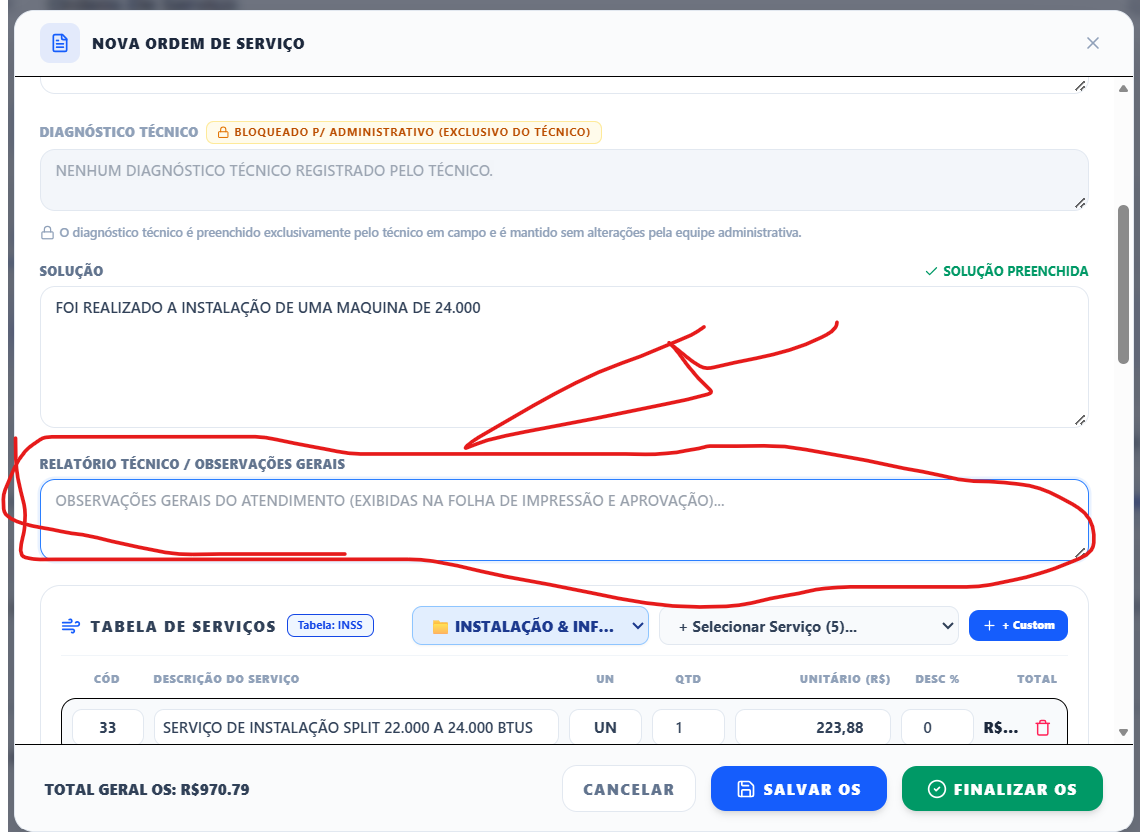 NOVA ORDEM DE SERVIÇO
DIAGNÓSTICO TÉCNICO BLOQUEADO P/ ADMINISTRATIVO (EXCLUSIVO DO TÉCNICO)
NENHUM DIAGNÓSTICO TÉCNICO REGISTRADO PELO TÉCNICO.
O diagnóstico técnico é preenchido exclusivamente pelo técnico em campo e é mantido sem alterações pela equipe administrativa.
SOLUÇÃO SOLUÇÃO PREENCHIDA
FOI REALIZADO A INSTALAÇÃO DE UMA MAQUINA DE 24.000
RELATÓRIO TÉCNICO / OBSERVAÇÕES GERAIS
OBSERVAÇÕES GERAIS DO ATENDIMENTO (EXIBIDAS NA FOLHA DE IMPRESSÃO E APROVAÇÃO)...
TABELA DE SERVIÇOS Tabela: INSS INSTALAÇÃO & INF... + Selecionar Serviço (5)... + + Custom
CÓD DESCRIÇÃO DO SERVIÇO UN QTD UNITÁRIO (R$) DESC % TOTAL
33 SERVIÇO DE INSTALAÇÃO SPLIT 22.000 A 24.000 BTUS UN 1 223,88 0 R$...
TOTAL GERAL OS: R$970.79 CANCELAR SALVAR OS FINALIZAR OS